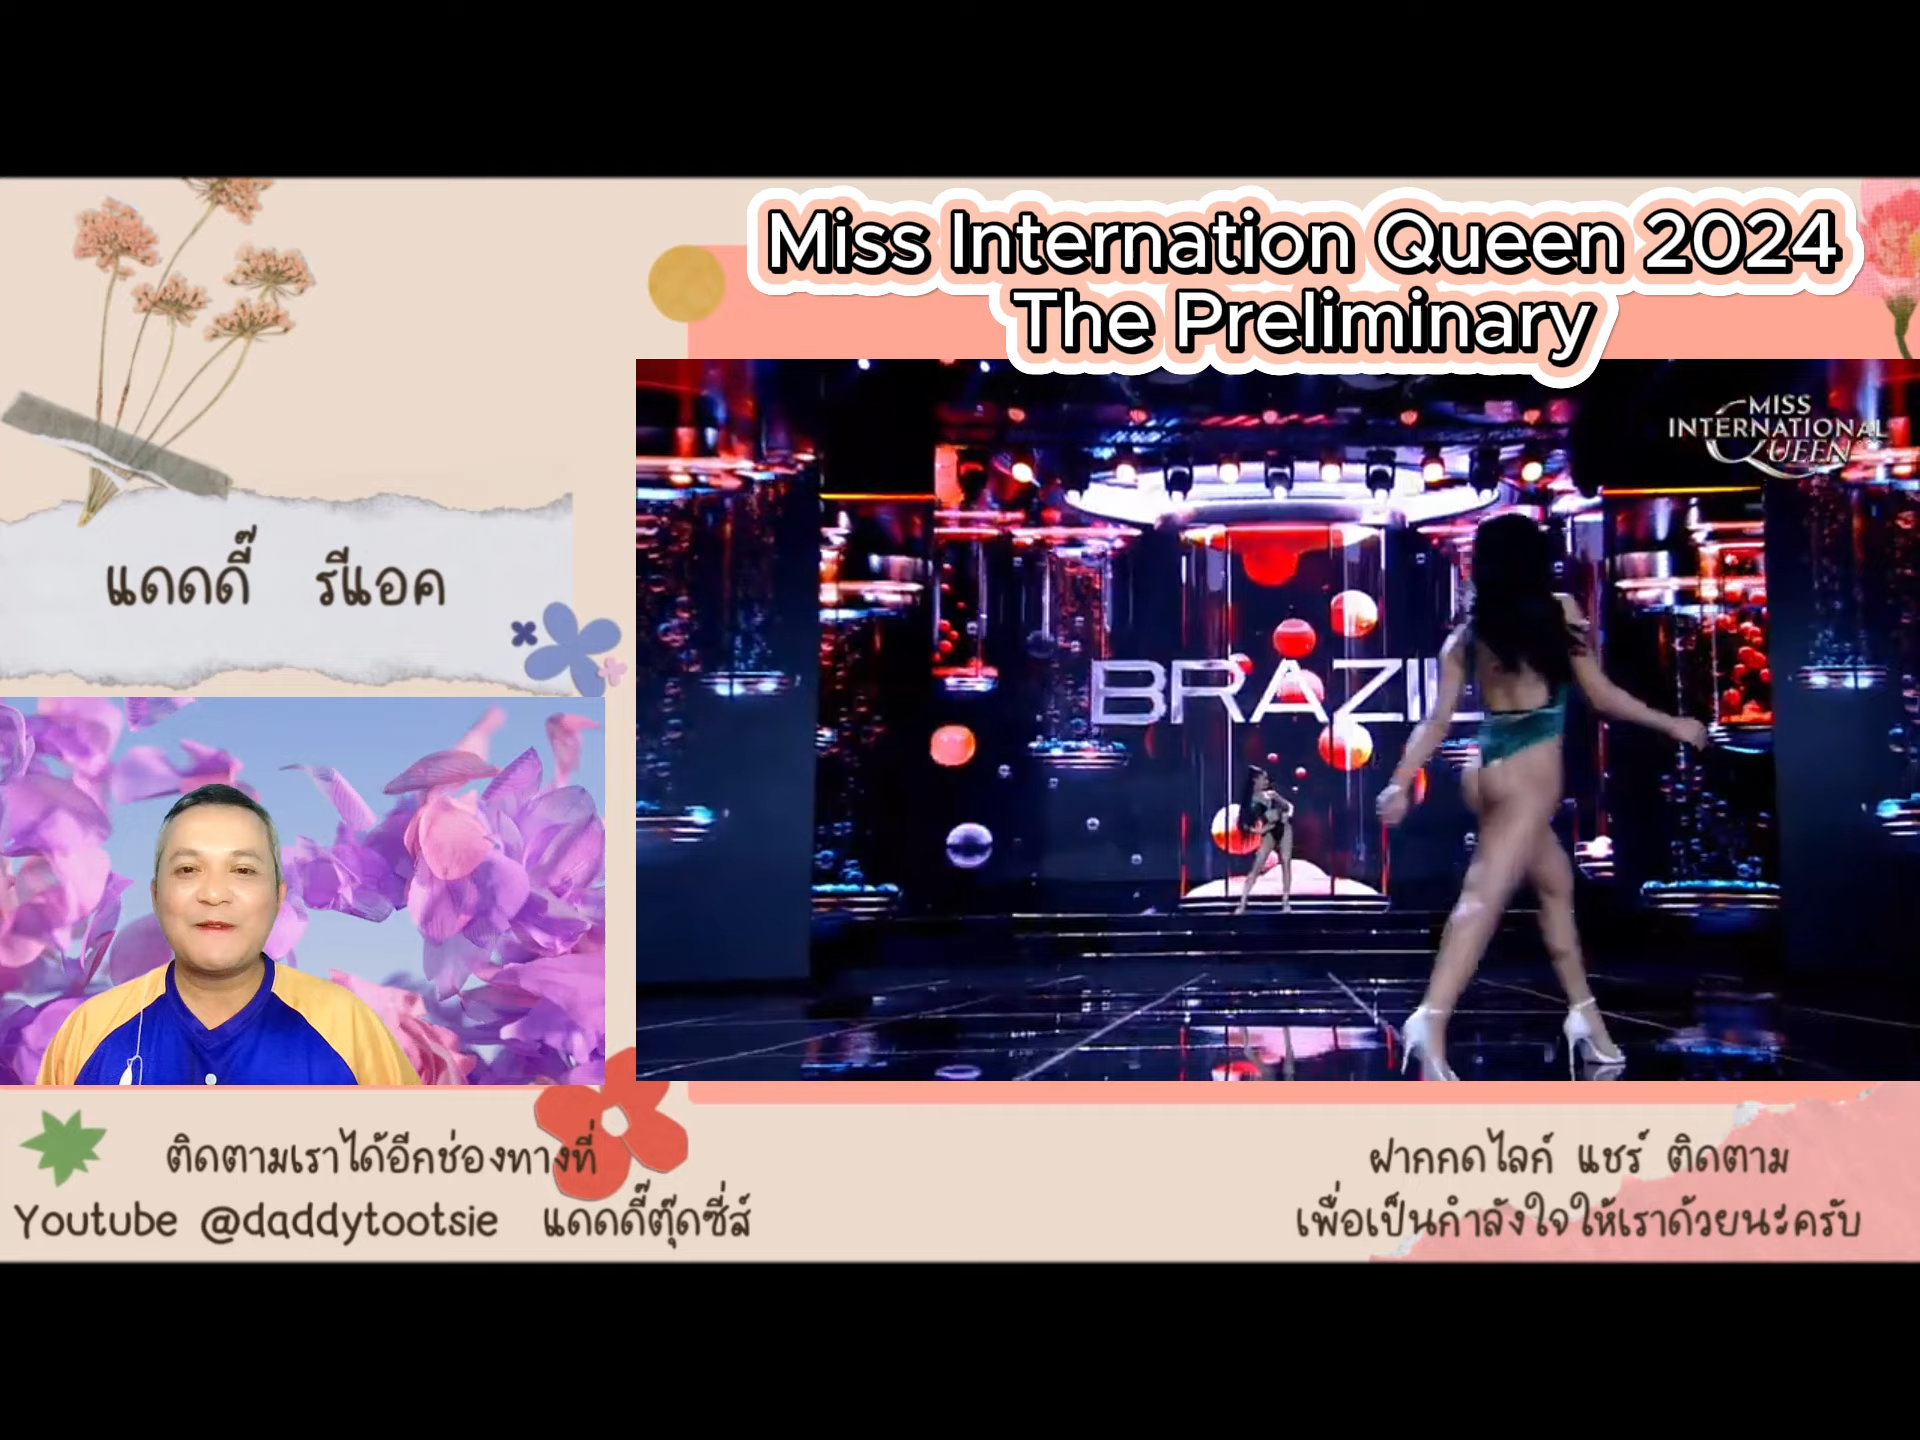 Miss Internation Queen 2024
The Preliminary
MISS
INTERNATIONAL
QUEEN
แดดดี๊ รีแอค
BRAZIL
ติดตามเราได้อีกช่องทางที่
Youtube @daddytootsie แดดดี๊ตุ๊ดซี่ส์
ฝากกดไลก์ แชร์ ติดตาม
เพื่อเป็นกำลังใจให้เราด้วยนะครับ